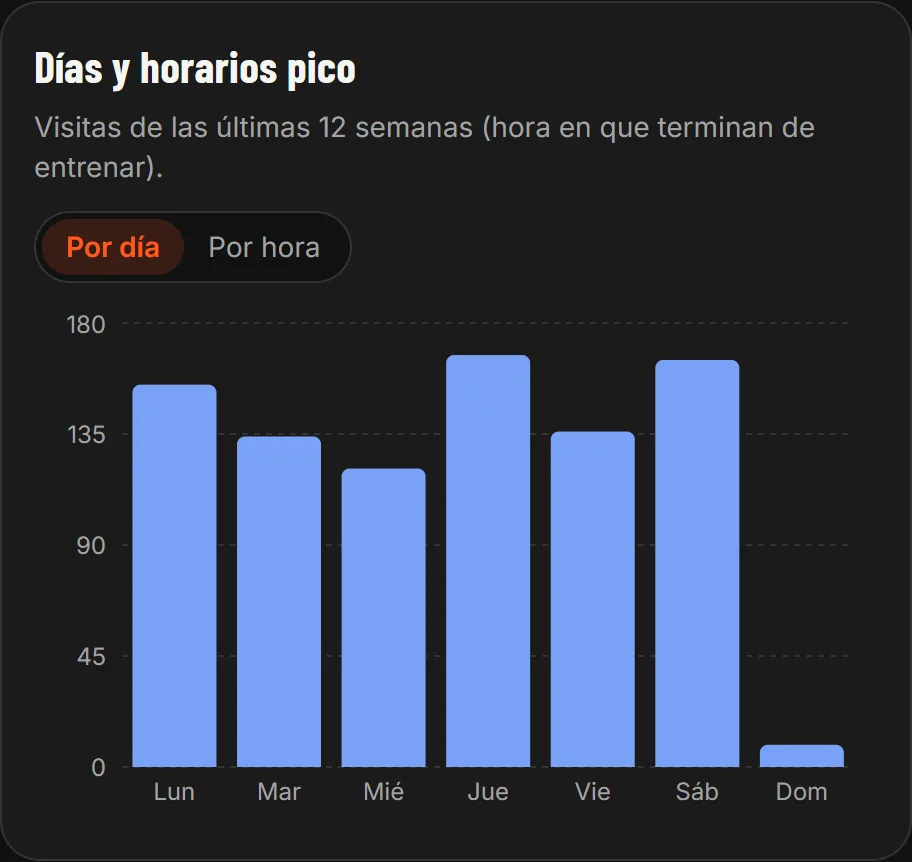 Días y horarios pico
Visitas de las últimas 12 semanas (hora en que terminan de
entrenar).
Por día Por hora
180
135
90
45
0
Lun Mar Mié Jue Vie Sáb Dom